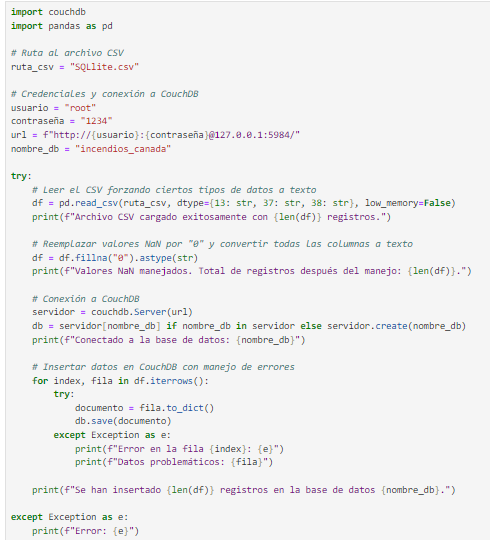 import couchdb
import pandas as pd

# Ruta al archivo CSV
ruta_csv = "SQLlite.csv"

# Credenciales y conexión a CouchDB
usuario = "root"
contraseña = "1234"
url = f"http://{usuario}:{contraseña}@127.0.0.1:5984/"
nombre_db = "incendios_canada"

try:
    # Leer el CSV forzando ciertos tipos de datos a texto
    df = pd.read_csv(ruta_csv, dtype={13: str, 37: str, 38: str}, low_memory=False)
    print(f"Archivo CSV cargado exitosamente con {len(df)} registros.")

    # Reemplazar valores NaN por "0" y convertir todas las columnas a texto
    df = df.fillna("0").astype(str)
    print(f"Valores NaN manejados. Total de registros después del manejo: {len(df)}.")

    # Conexión a CouchDB
    servidor = couchdb.Server(url)
    db = servidor[nombre_db] if nombre_db in servidor else servidor.create(nombre_db)
    print(f"Conectado a la base de datos: {nombre_db}")

    # Insertar datos en CouchDB con manejo de errores
    for index, fila in df.iterrows():
        try:
            documento = fila.to_dict()
            db.save(documento)
        except Exception as e:
            print(f"Error en la fila {index}: {e}")
            print(f"Datos problemáticos: {fila}")

    print(f"Se han insertado {len(df)} registros en la base de datos {nombre_db}.")

except Exception as e:
    print(f"Error: {e}")